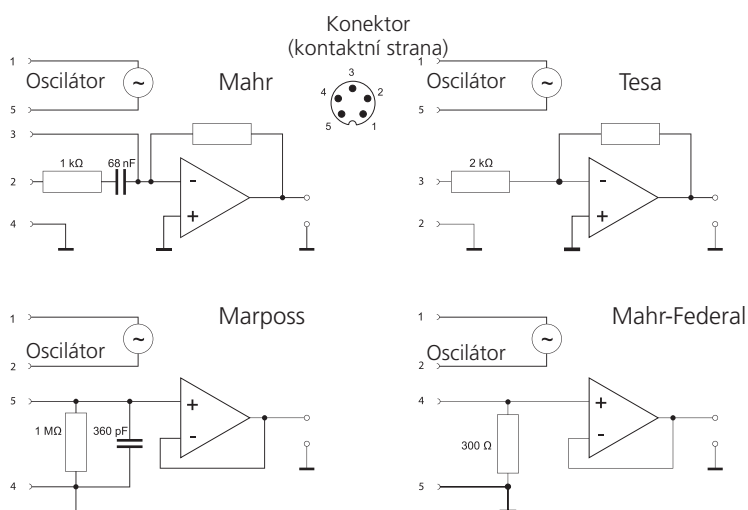 Konektor
(kontaktní strana)
3
4
2
5
1
1
Oscilátor
~
Mahr
5
3
1 kΩ
68 nF
2
-
+
4
1
Oscilátor
~
Tesa
5
2 kΩ
3
-
+
2
1
Oscilátor
~
Marposs
2
5
+
-
1 MΩ
360 pF
4
1
Oscilátor
~
Mahr-Federal
2
4
+
-
300 Ω
5